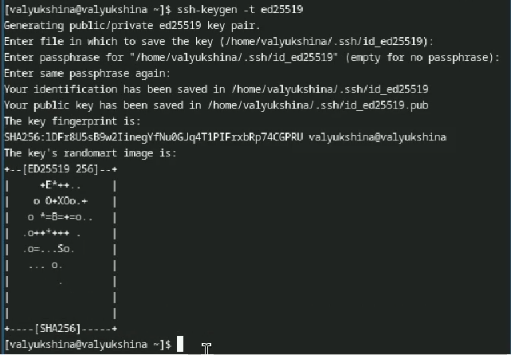 [valyukshina@valyukshina ~]$ ssh-keygen -t ed25519
Generating public/private ed25519 key pair.
Enter file in which to save the key (/home/valyukshina/.ssh/id_ed25519):
Enter passphrase for "/home/valyukshina/.ssh/id_ed25519" (empty for no passphrase):
Enter same passphrase again:
Your identification has been saved in /home/valyukshina/.ssh/id_ed25519
Your public key has been saved in /home/valyukshina/.ssh/id_ed25519.pub
The key fingerprint is:
SHA256:lDFr8U5sB9w2IinegYfNu0GJq4T1PIFrxbRp74CGPRU valyukshina@valyukshina
The key's randomart image is:
+--[ED25519 256]--+
|     +E*++..     |
|    o O+XOo.+    |
|   o *=B=+=o..   |
|  .o++*+++ .     |
|  .o=...So.      |
|   ... o.        |
|        .        |
|                 |
|                 |
+----[SHA256]-----+
[valyukshina@valyukshina ~]$